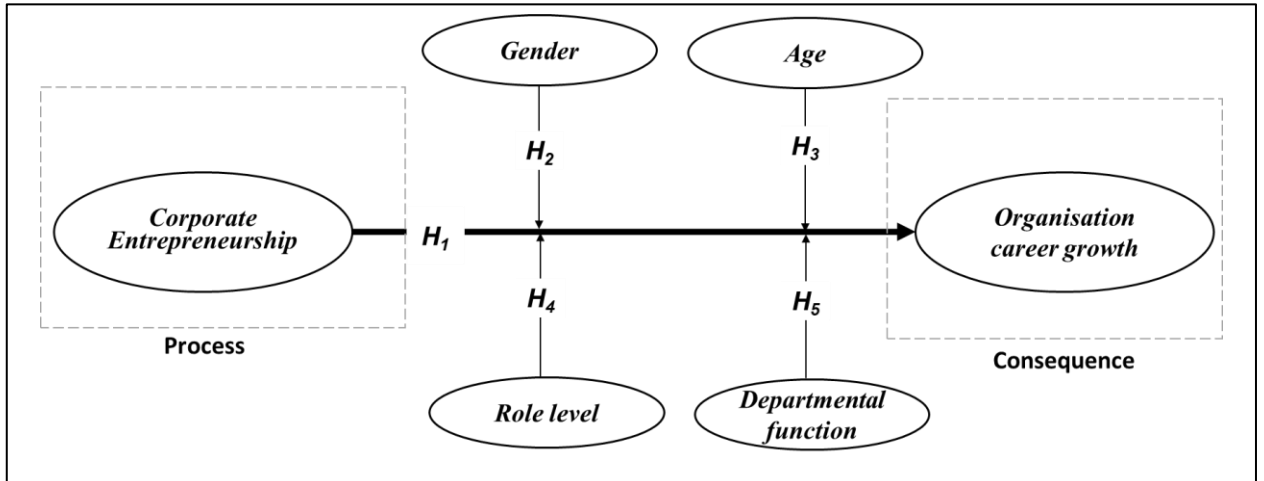 Gender
Age
H2
H3
Corporate
Entrepreneurship
H1
Organisation
career growth
H4
H5
Process
Consequence
Role level
Departmental
function